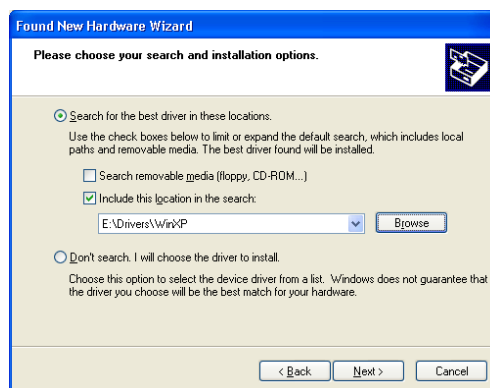 Found New Hardware Wizard
Please choose your search and installation options.
Search for the best driver in these locations.
Use the check boxes below to limit or expand the default search, which includes local
paths and removable media. The best driver found will be installed.
Search removable media (floppy, CD-ROM...)
Include this location in the search:
E:\Drivers\WinXP
Browse
Don't search. I will choose the driver to install.
Choose this option to select the device driver from a list. Windows does not guarantee that
the driver you choose will be the best match for your hardware.
< Back Next > Cancel